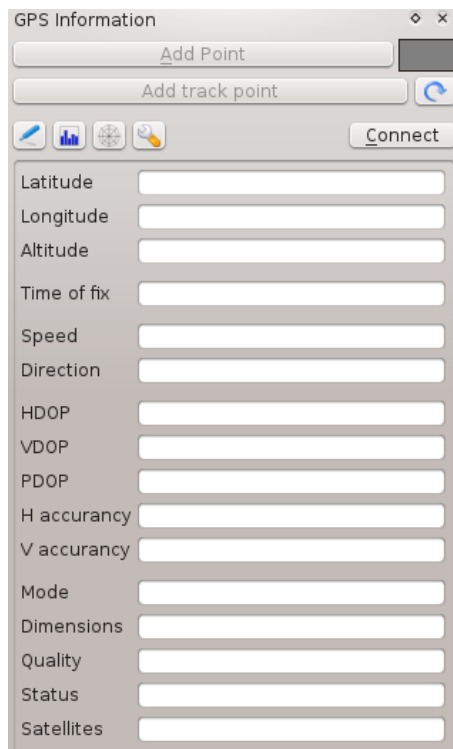 GPS Information
Add Point
Add track point
Connect
Latitude
Longitude
Altitude
Time of fix
Speed
Direction
HDOP
VDOP
PDOP
H accurancy
V accurancy
Mode
Dimensions
Quality
Status
Satellites